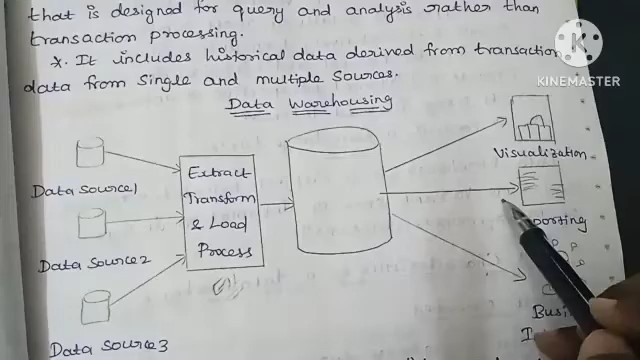 that is designed for query and analysis rather than
transaction processing.
*. It includes historical data derived from transaction
data from single and multiple sources.
Data Warehousing
KINEMASTER
Visualization
Data source1
Extract
Transform
& Load
Process
Data source2
Data source3